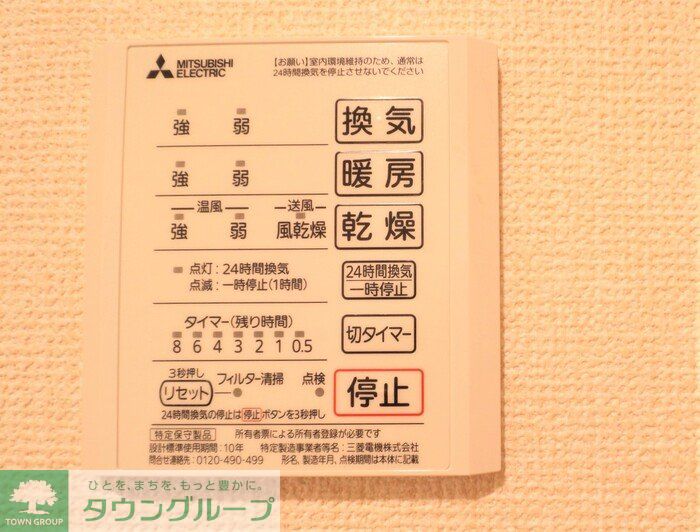 MITSUBISHI
ELECTRIC
【お願い】室内環境維持のため、通常は
24時間換気を停止させないでください
強 弱 換気
強 弱 暖房
温風 送風
強 弱 風乾燥 乾燥
点灯:24時間換気
点滅:一時停止(1時間)
24時間換気
一時停止
タイマー(残り時間)
8 6 4 3 2 1 0.5
切タイマー
3秒押し
リセット フィルター清掃 点検
停止
24時間換気の停止は停止ボタンを3秒押し
特定保守製品 所有者票による所有者登録が必要です
設計標準使用期間:10年 特定製造事業者等名:三菱電機株式会社
問合せ連絡先:0120-490-499 形名、製造年月、点検期間は本体に記載
ひとを、まちを、もっと豊かに。
タウングループ
TOWN GROUP